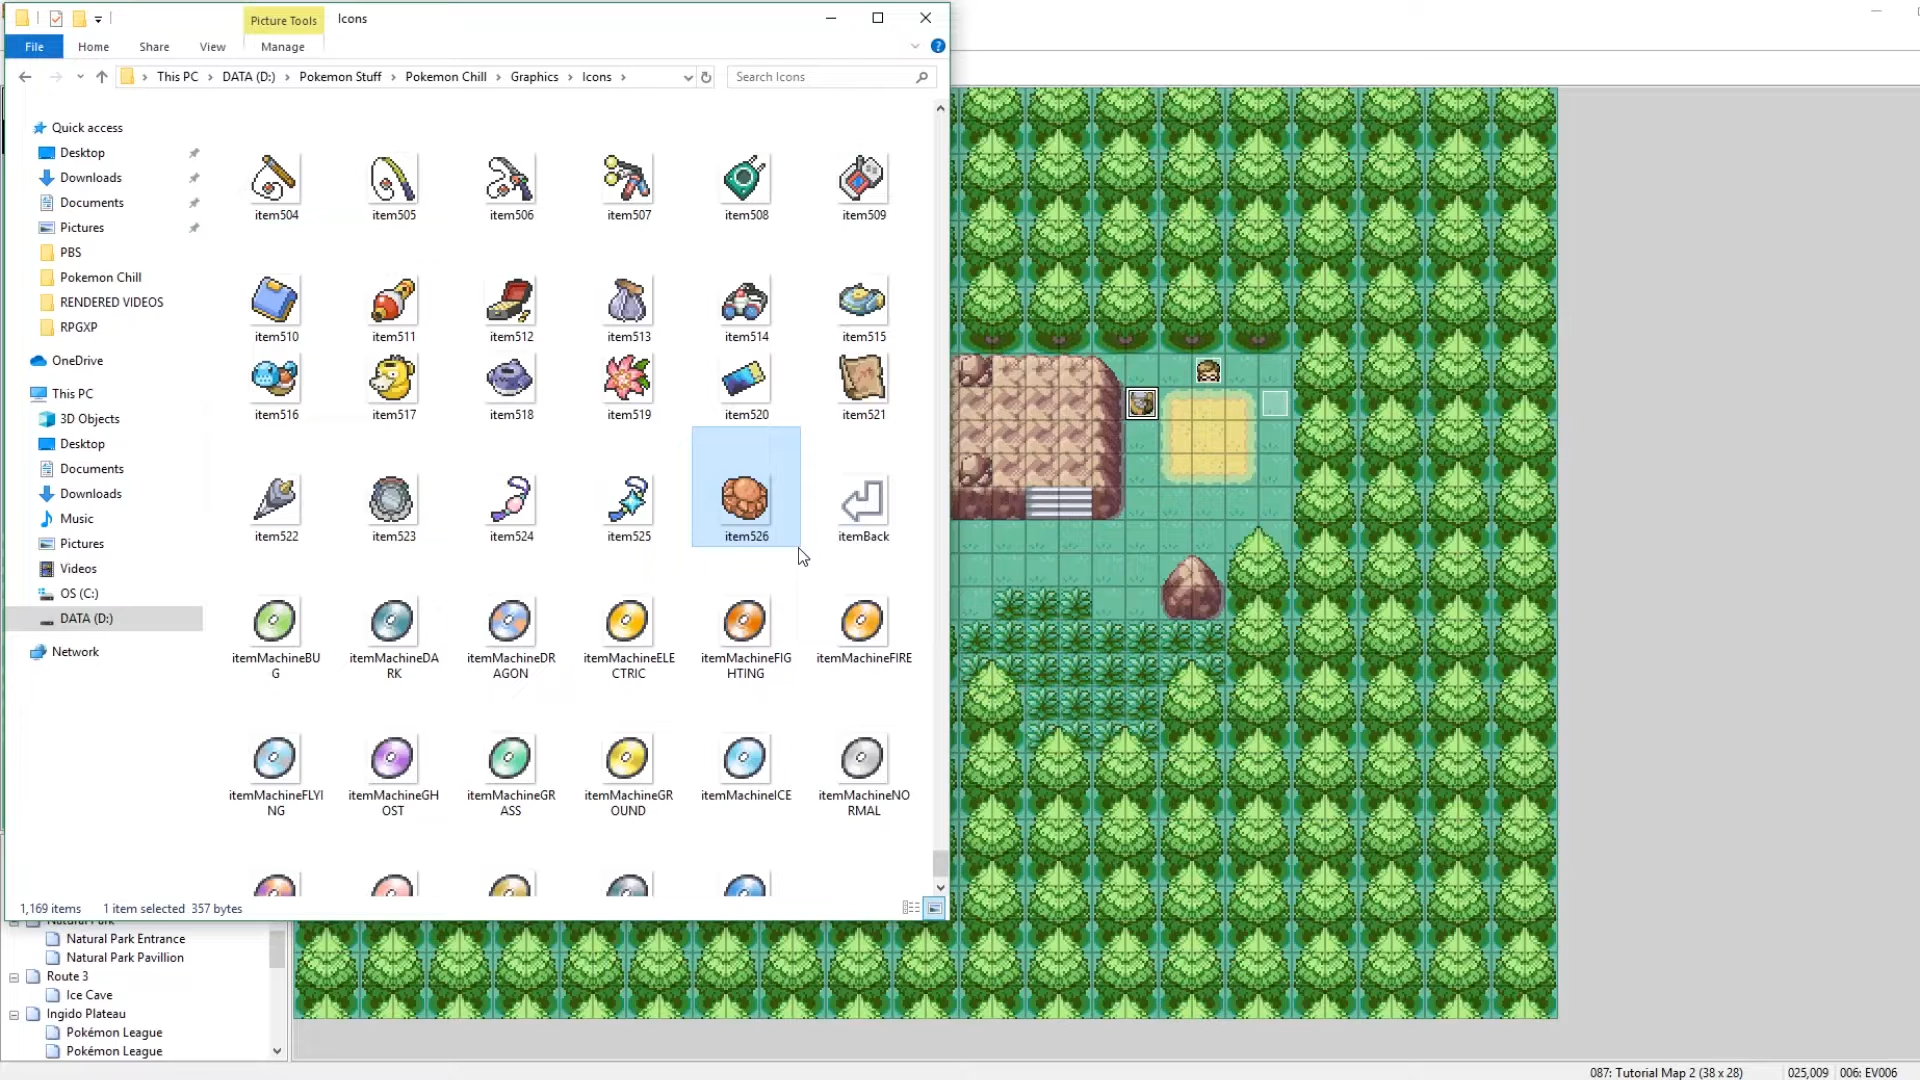 Picture Tools
Icons
File
Home
Share
View
Manage
This PC
DATA (D:)
Pokemon Stuff
Pokemon Chill
Graphics
Icons
Search Icons
Quick access
Desktop
Downloads
Documents
Pictures
PBS
Pokemon Chill
RENDERED VIDEOS
RPGXP
OneDrive
This PC
3D Objects
Desktop
Documents
Downloads
Music
Pictures
Videos
OS (C:)
DATA (D:)
Network
item504
item505
item506
item507
item508
item509
item510
item511
item512
item513
item514
item515
item516
item517
item518
item519
item520
item521
item522
item523
item524
item525
item526
itemBack
itemMachineBU
G
itemMachineDA
RK
itemMachineDR
AGON
itemMachineELE
CTRIC
itemMachineFIG
HTING
itemMachineFIRE
itemMachineFLYI
NG
itemMachineGH
OST
itemMachineGR
ASS
itemMachineGR
OUND
itemMachineICE
itemMachineNO
RMAL
1,169 items
1 item selected 357 bytes
Natural Park
Natural Park Entrance
Natural Park Pavillion
Route 3
Ice Cave
Ingido Plateau
Pokémon League
Pokémon League
087: Tutorial Map 2 (38 x 28)
025,009
006: EV006